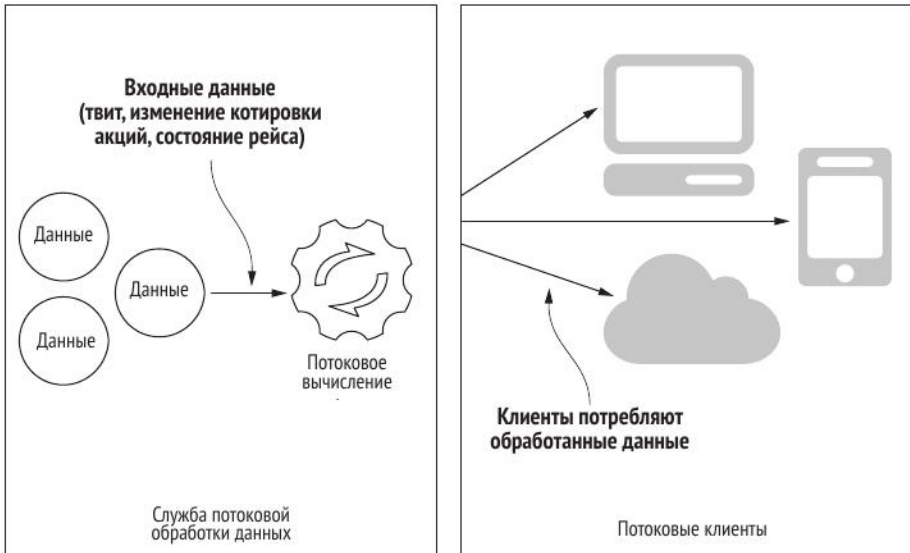 Входные данные
(твит, изменение котировки
акций, состояние рейса)
Данные
Данные
Данные
Потоковое
вычисление
Служба потоковой
обработки данных
Клиенты потребляют
обработанные данные
Потоковые клиенты